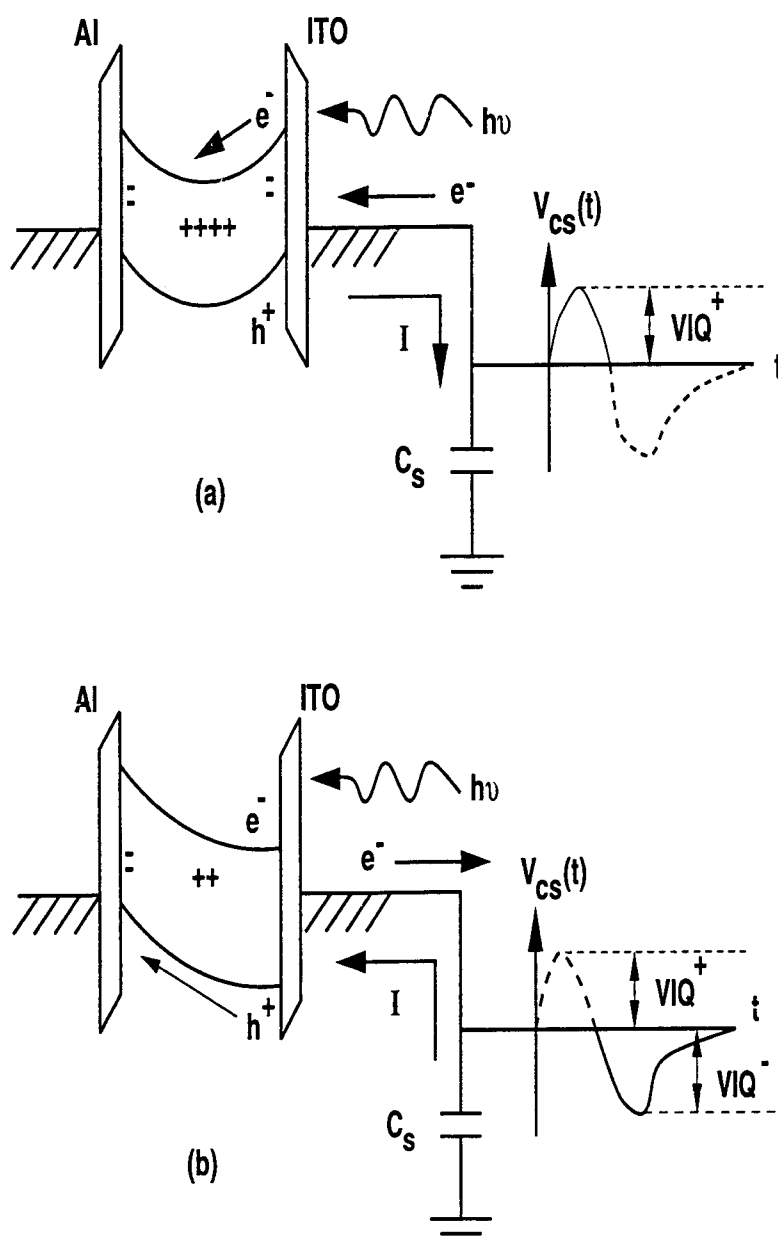 Al
ITO
e-
hυ
e-
--
--
++++
V_CS(t)
VIQ+
h+
I
t
C_s
(a)
Al
ITO
e-
hυ
e-
--
++
V_CS(t)
VIQ+
t
h+
I
VIQ-
C_s
(b)